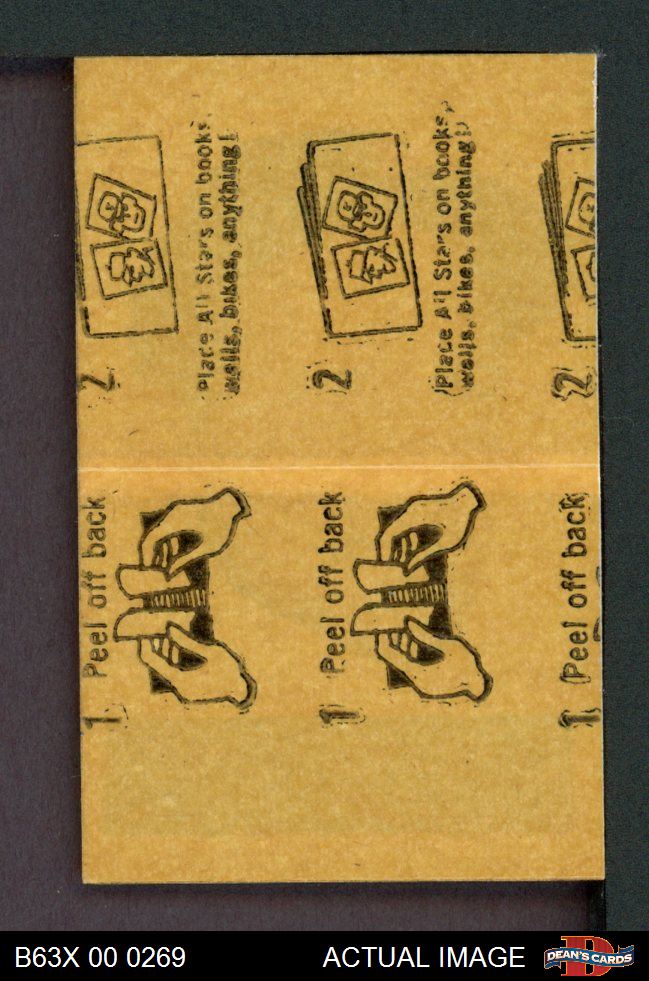 1 Peel off back
2
Place All Stars on books,
walls, bikes, anything!
1 Peel off back
2
(Place All Stars on books,
walls, bikes, anything!)
1 (Peel off back
2
B63X 00 0269
ACTUAL IMAGE
DEAN'S CARDS